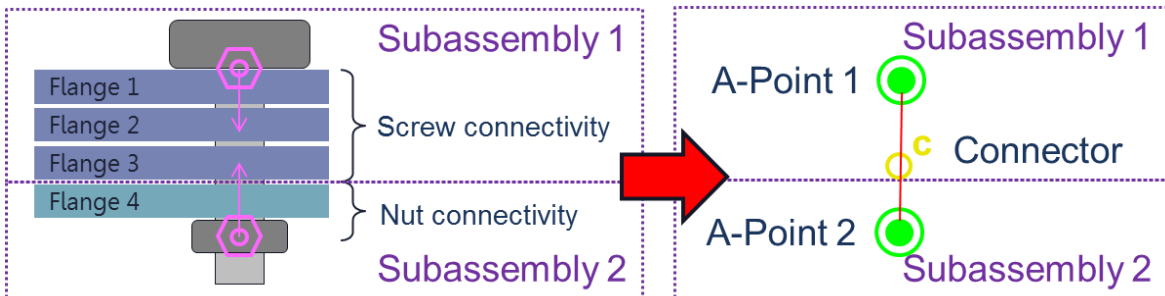 Subassembly 1
Flange 1
Flange 2
Flange 3
Screw connectivity
Flange 4
Nut connectivity
Subassembly 2
Subassembly 1
A-Point 1
c
Connector
A-Point 2
Subassembly 2